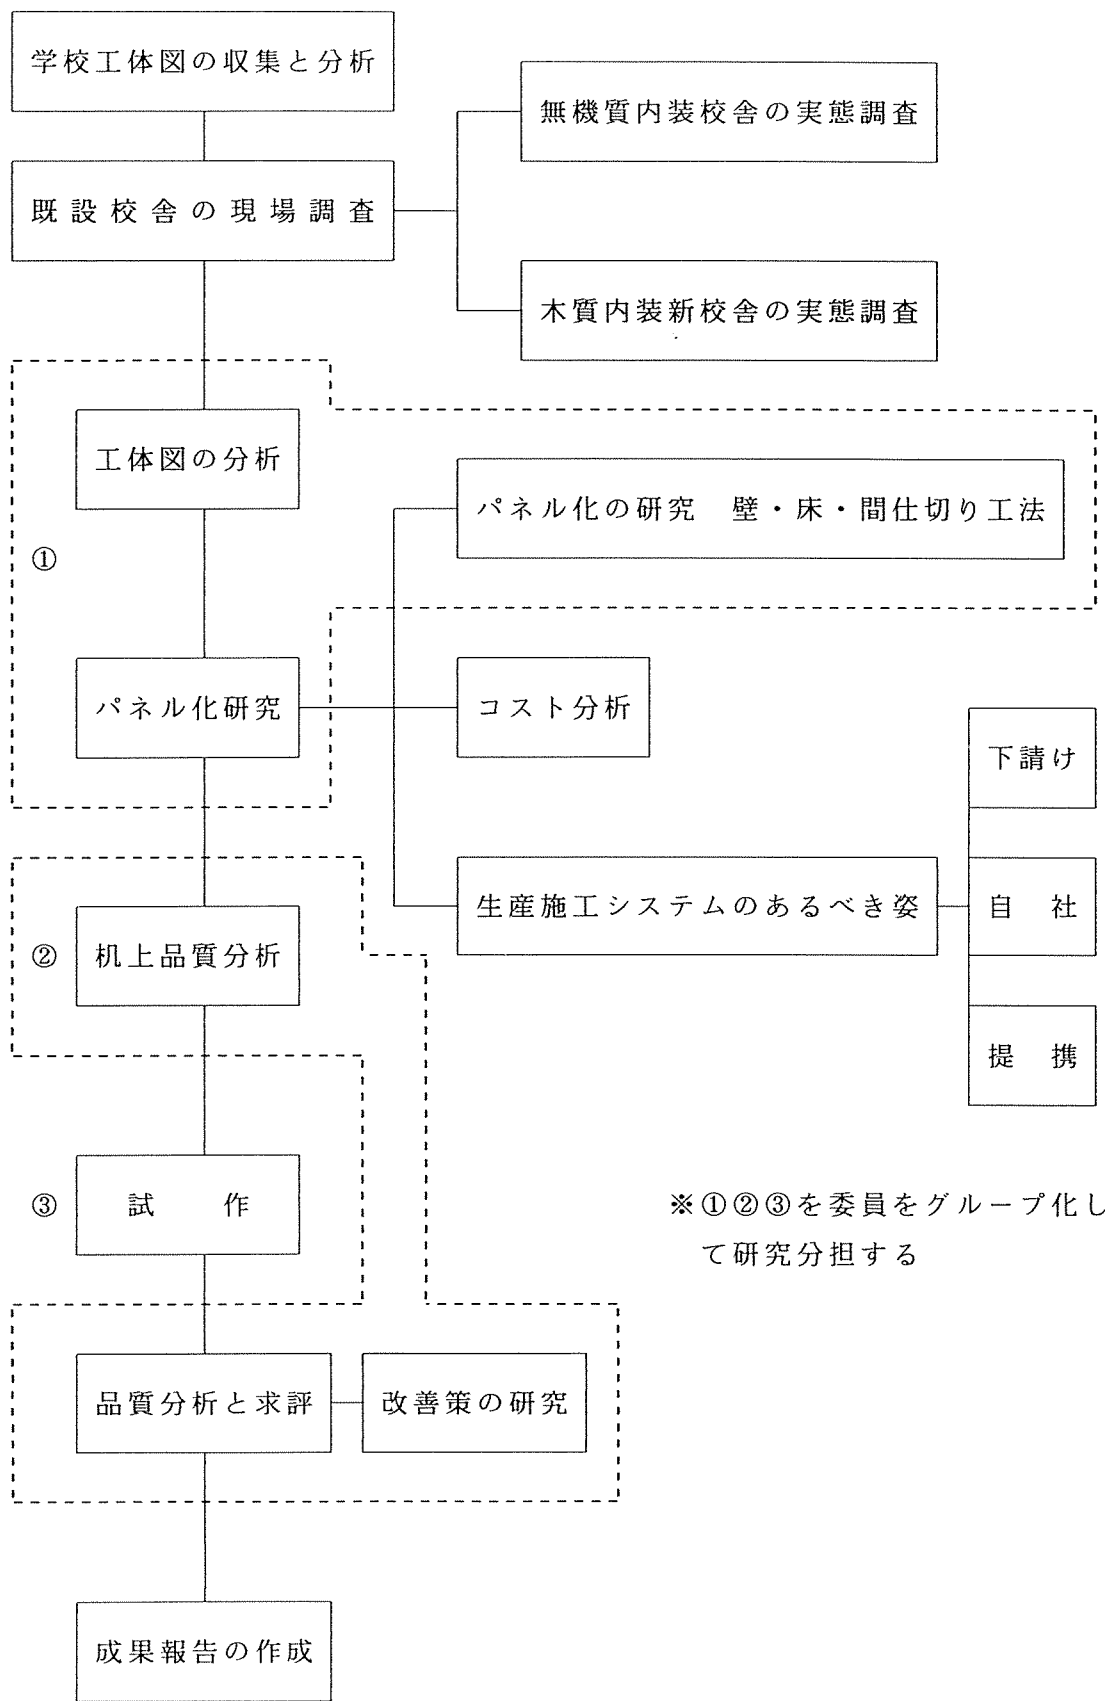 学校工体図の収集と分析
無機質内装校舎の実態調査
既設校舎の現場調査
木質内装新校舎の実態調査
工体図の分析
パネル化の研究　壁・床・間仕切り工法
①
パネル化研究
コスト分析
下請け
生産施工システムのあるべき姿
自　社
②
机上品質分析
提　携
③
試　　作
※①②③を委員をグループ化し
て研究分担する
品質分析と求評
改善策の研究
成果報告の作成